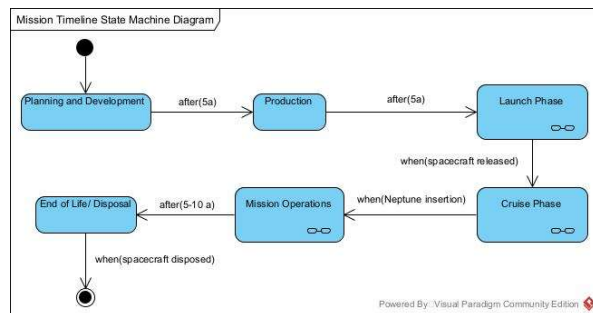 Mission Timeline State Machine Diagram
Planning and Development
after(5a)
Production
after(5a)
Launch Phase
when(spacecraft released)
End of Life/ Disposal
after(5-10 a)
Mission Operations
when(Neptune insertion)
Cruise Phase
when(spacecraft disposed)
Powered By Visual Paradigm Community Edition